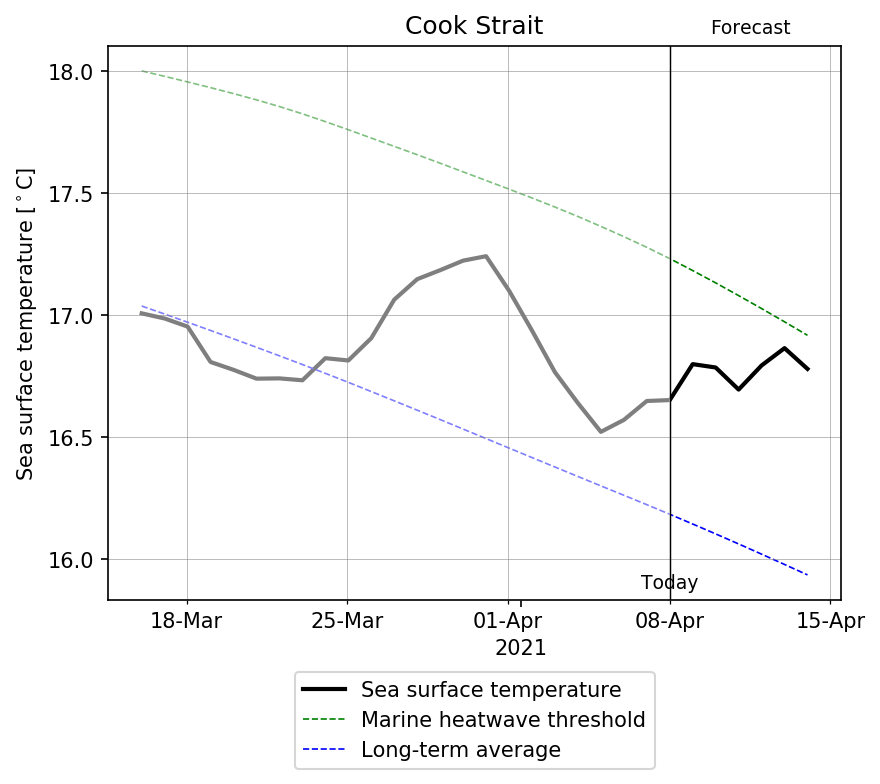 Cook Strait
Forecast
Sea surface temperature [°C]
18.0
17.5
17.0
16.5
16.0
Today
18-Mar
25-Mar
01-Apr
08-Apr
15-Apr
2021
Sea surface temperature
Marine heatwave threshold
Long-term average